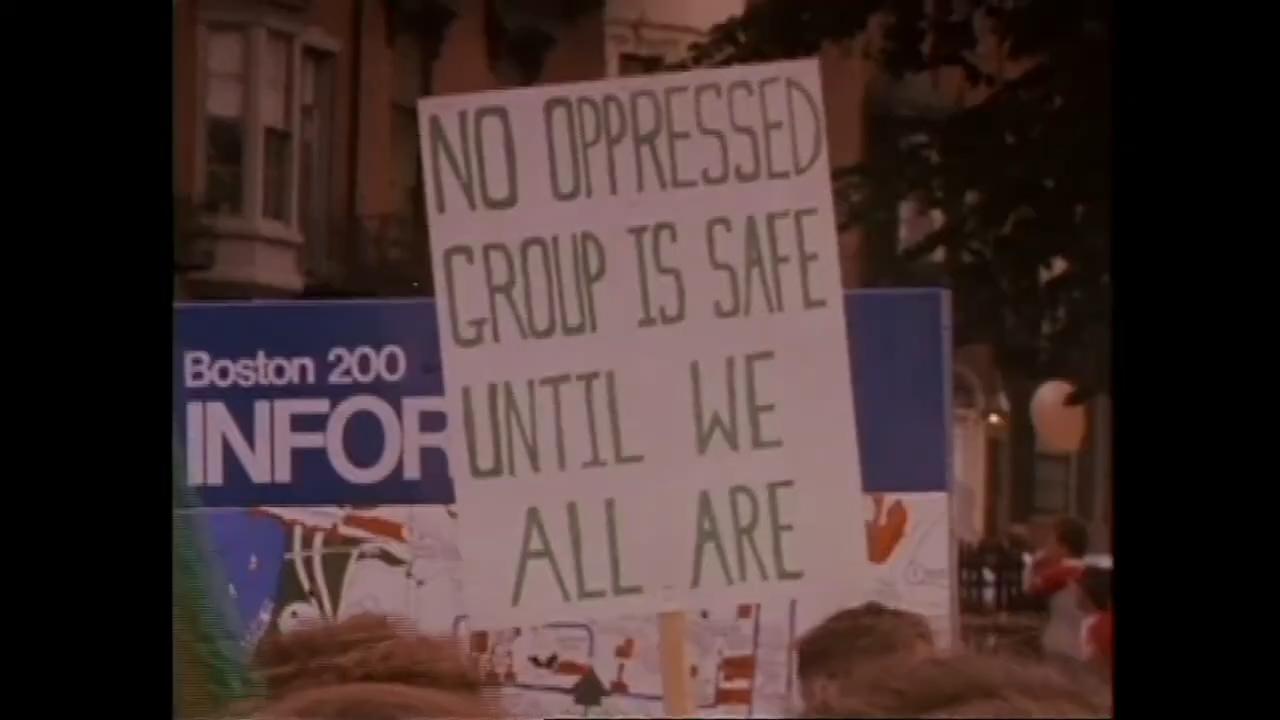 NO OPPRESSED
GROUP IS SAFE
UNTIL WE
ALL ARE
Boston 200
INFOR